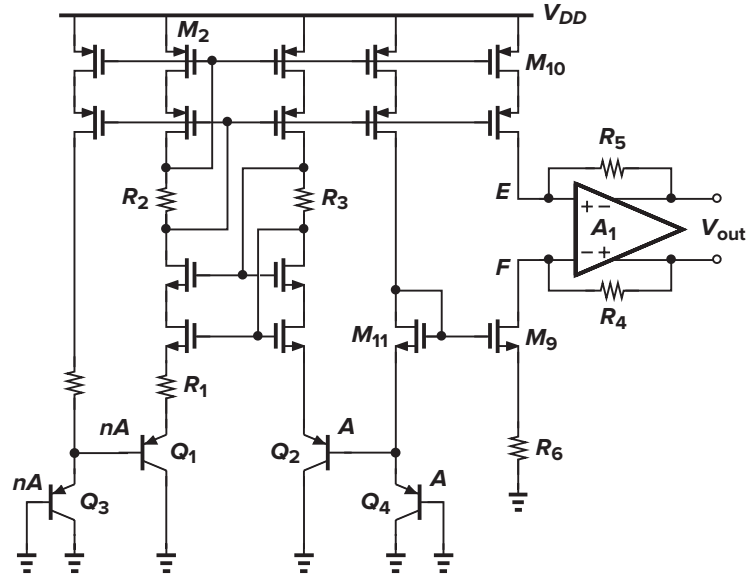 V_DD
M_2
M_10
R_5
E
R_2
R_3
+ −
A_1
V_out
− +
F
R_4
M_11
M_9
R_1
nA
Q_1
Q_2
A
R_6
nA
Q_3
Q_4
A